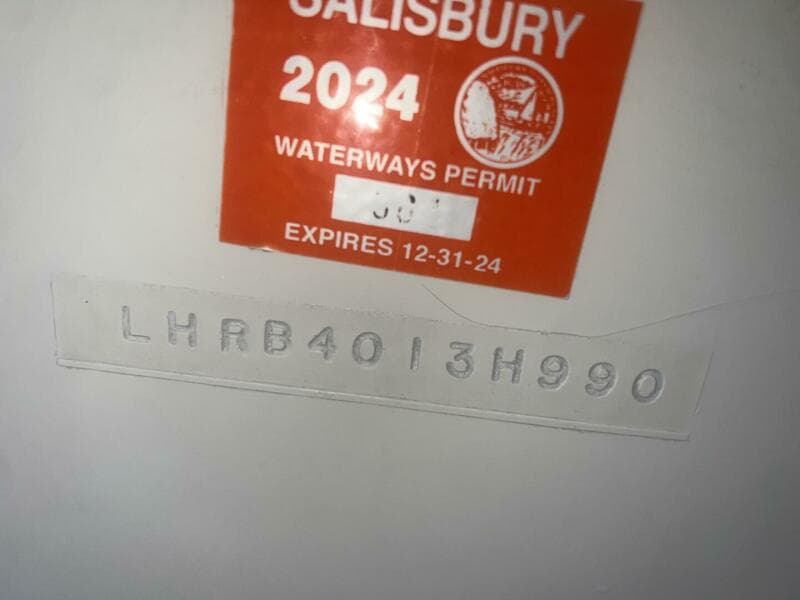 SALISBURY
2024
WATERWAYS PERMIT
EXPIRES 12-31-24
LHRB4013H990